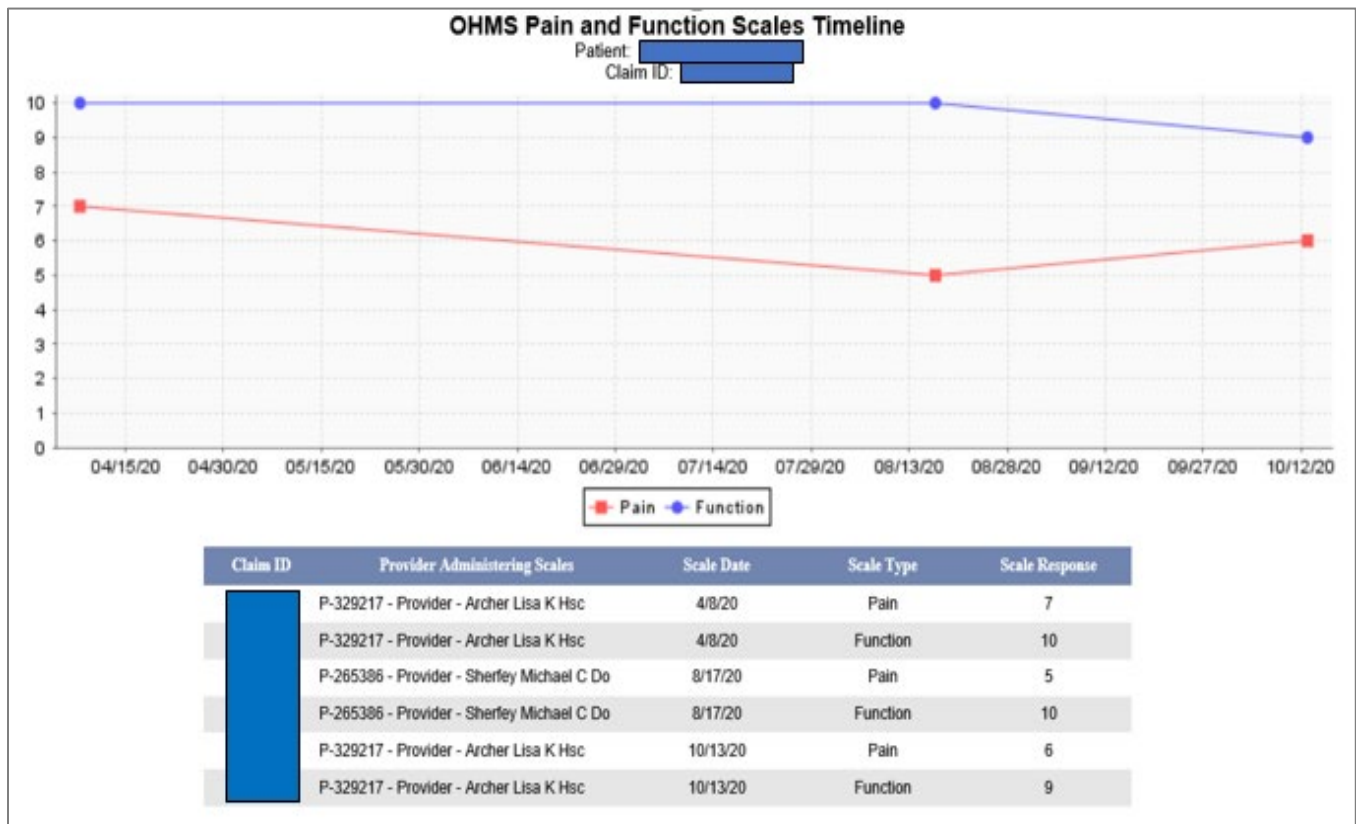 OHMS Pain and Function Scales Timeline
Patient:
Claim ID:
10
9
8
7
6
5
4
3
2
1
0
04/15/20 04/30/20 05/15/20 05/30/20 06/14/20 06/29/20 07/14/20 07/29/20 08/13/20 08/28/20 09/12/20 09/27/20 10/12/20
Pain Function
Claim ID Provider Administering Scales Scale Date Scale Type Scale Response
P-329217 - Provider - Archer Lisa K Hsc 4/8/20 Pain 7
P-329217 - Provider - Archer Lisa K Hsc 4/8/20 Function 10
P-265386 - Provider - Sherfey Michael C Do 8/17/20 Pain 5
P-265386 - Provider - Sherfey Michael C Do 8/17/20 Function 10
P-329217 - Provider - Archer Lisa K Hsc 10/13/20 Pain 6
P-329217 - Provider - Archer Lisa K Hsc 10/13/20 Function 9